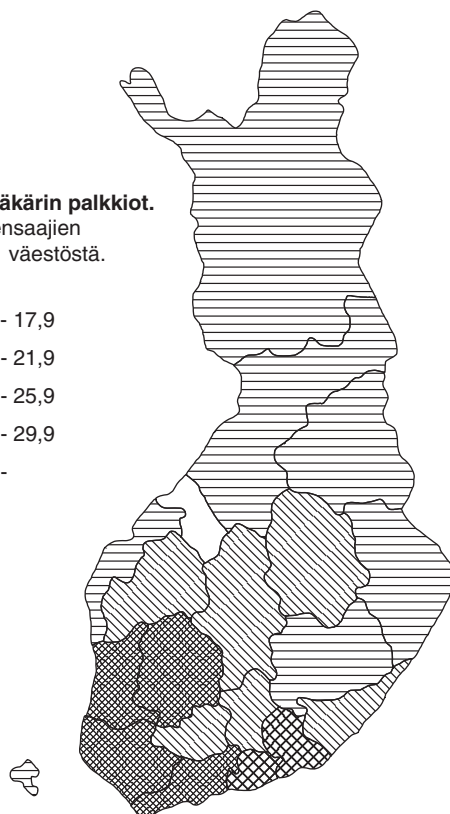 äkärin palkkiot.
ensaajien
väestöstä.
- 17,9
- 21,9
- 25,9
- 29,9
-